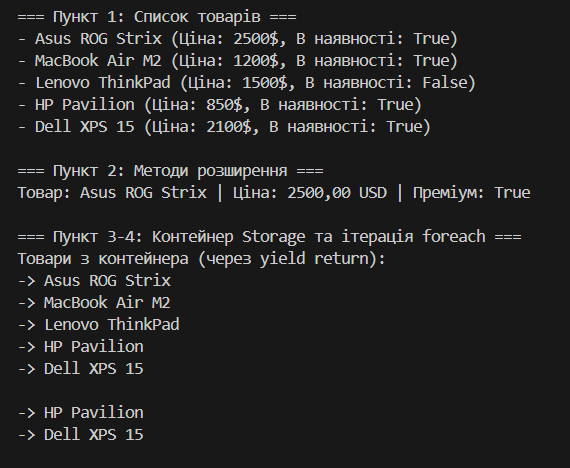 === Пункт 1: Список товарів ===
- Asus ROG Strix (Ціна: 2500$, В наявності: True)
- MacBook Air M2 (Ціна: 1200$, В наявності: True)
- Lenovo ThinkPad (Ціна: 1500$, В наявності: False)
- HP Pavilion (Ціна: 850$, В наявності: True)
- Dell XPS 15 (Ціна: 2100$, В наявності: True)

=== Пункт 2: Методи розширення ===
Товар: Asus ROG Strix | Ціна: 2500,00 USD | Преміум: True

=== Пункт 3-4: Контейнер Storage та ітерація foreach ===
Товари з контейнера (через yield return):
-> Asus ROG Strix
-> MacBook Air M2
-> Lenovo ThinkPad
-> HP Pavilion
-> Dell XPS 15

-> HP Pavilion
-> Dell XPS 15